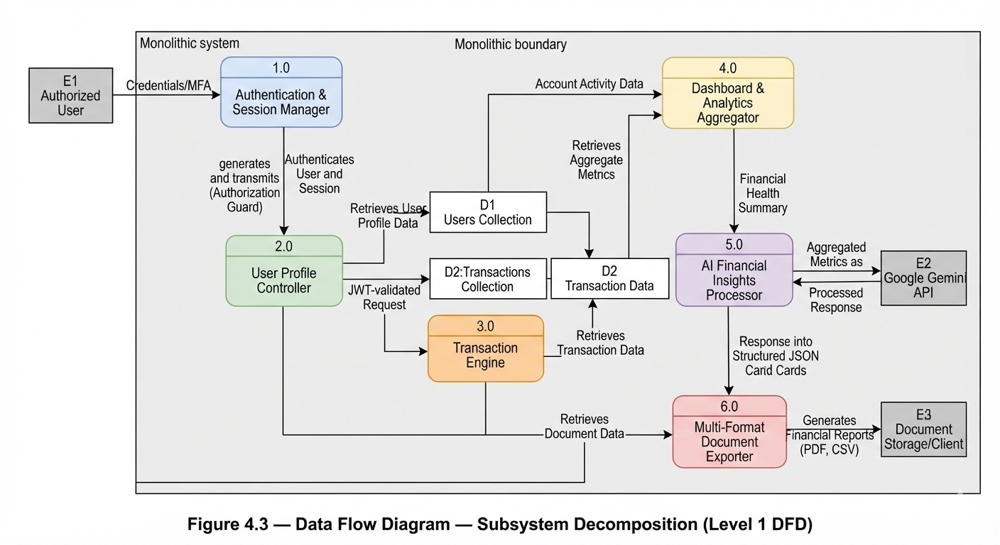 Monolithic system
Monolithic boundary
E1
Authorized
User
Credentials/MFA
1.0
Authentication &
Session Manager
Account Activity Data
4.0
Dashboard &
Analytics
Aggregator
generates
and transmits
(Authorization
Guard)
Authenticates
User and
Session
Retrieves
Aggregate
Metrics
Financial
Health
Summary
Retrieves User
Profile Data
D1
Users Collection
2.0
User Profile
Controller
D2:Transactions
Collection
D2
Transaction Data
5.0
AI Financial
Insights
Processor
Aggregated
Metrics as
Processed
Response
E2
Google Gemini
API
JWT-validated
Request
3.0
Transaction
Engine
Retrieves
Transaction Data
Response into
Structured JSON
Carid Cards
Retrieves
Document Data
6.0
Multi-Format
Document
Exporter
Generates
Financial Reports
(PDF, CSV)
E3
Document
Storage/Client
Figure 4.3 — Data Flow Diagram — Subsystem Decomposition (Level 1 DFD)